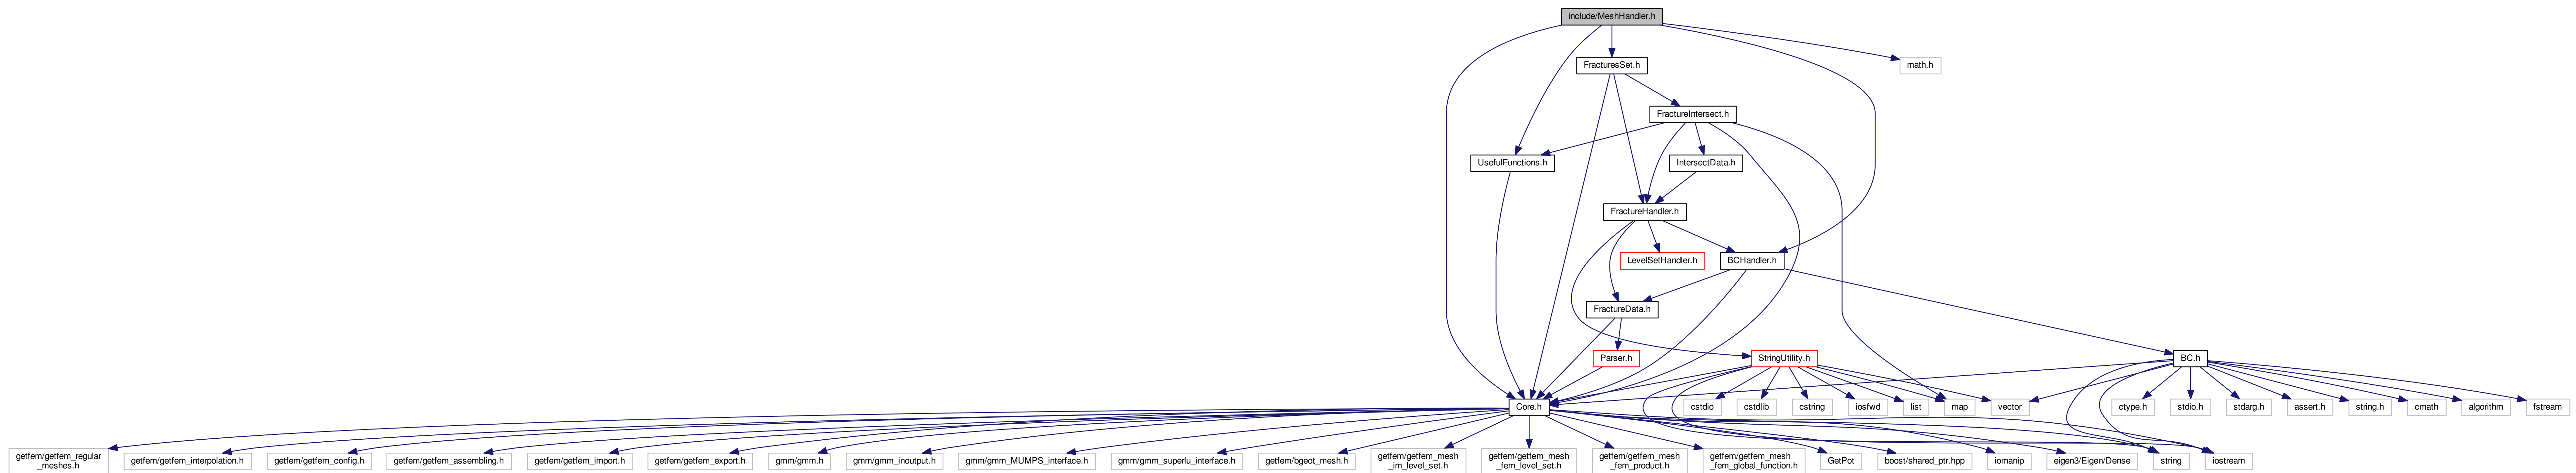 include/MeshHandler.h
FracturesSet.h
math.h
FractureIntersect.h
UsefulFunctions.h
IntersectData.h
FractureHandler.h
LevelSetHandler.h
BCHandler.h
FractureData.h
Parser.h
StringUtility.h
BC.h
Core.h
cstdio
cstdlib
cstring
iosfwd
list
map
vector
ctype.h
stdio.h
stdarg.h
assert.h
string.h
cmath
algorithm
fstream
getfem/getfem_regular
_meshes.h
getfem/getfem_interpolation.h
getfem/getfem_config.h
getfem/getfem_assembling.h
getfem/getfem_import.h
getfem/getfem_export.h
gmm/gmm.h
gmm/gmm_inoutput.h
gmm/gmm_MUMPS_interface.h
gmm/gmm_superlu_interface.h
getfem/bgeot_mesh.h
getfem/getfem_mesh
_im_level_set.h
getfem/getfem_mesh
_fem_level_set.h
getfem/getfem_mesh
_fem_product.h
getfem/getfem_mesh
_fem_global_function.h
GetPot
boost/shared_ptr.hpp
iomanip
eigen3/Eigen/Dense
string
iostream